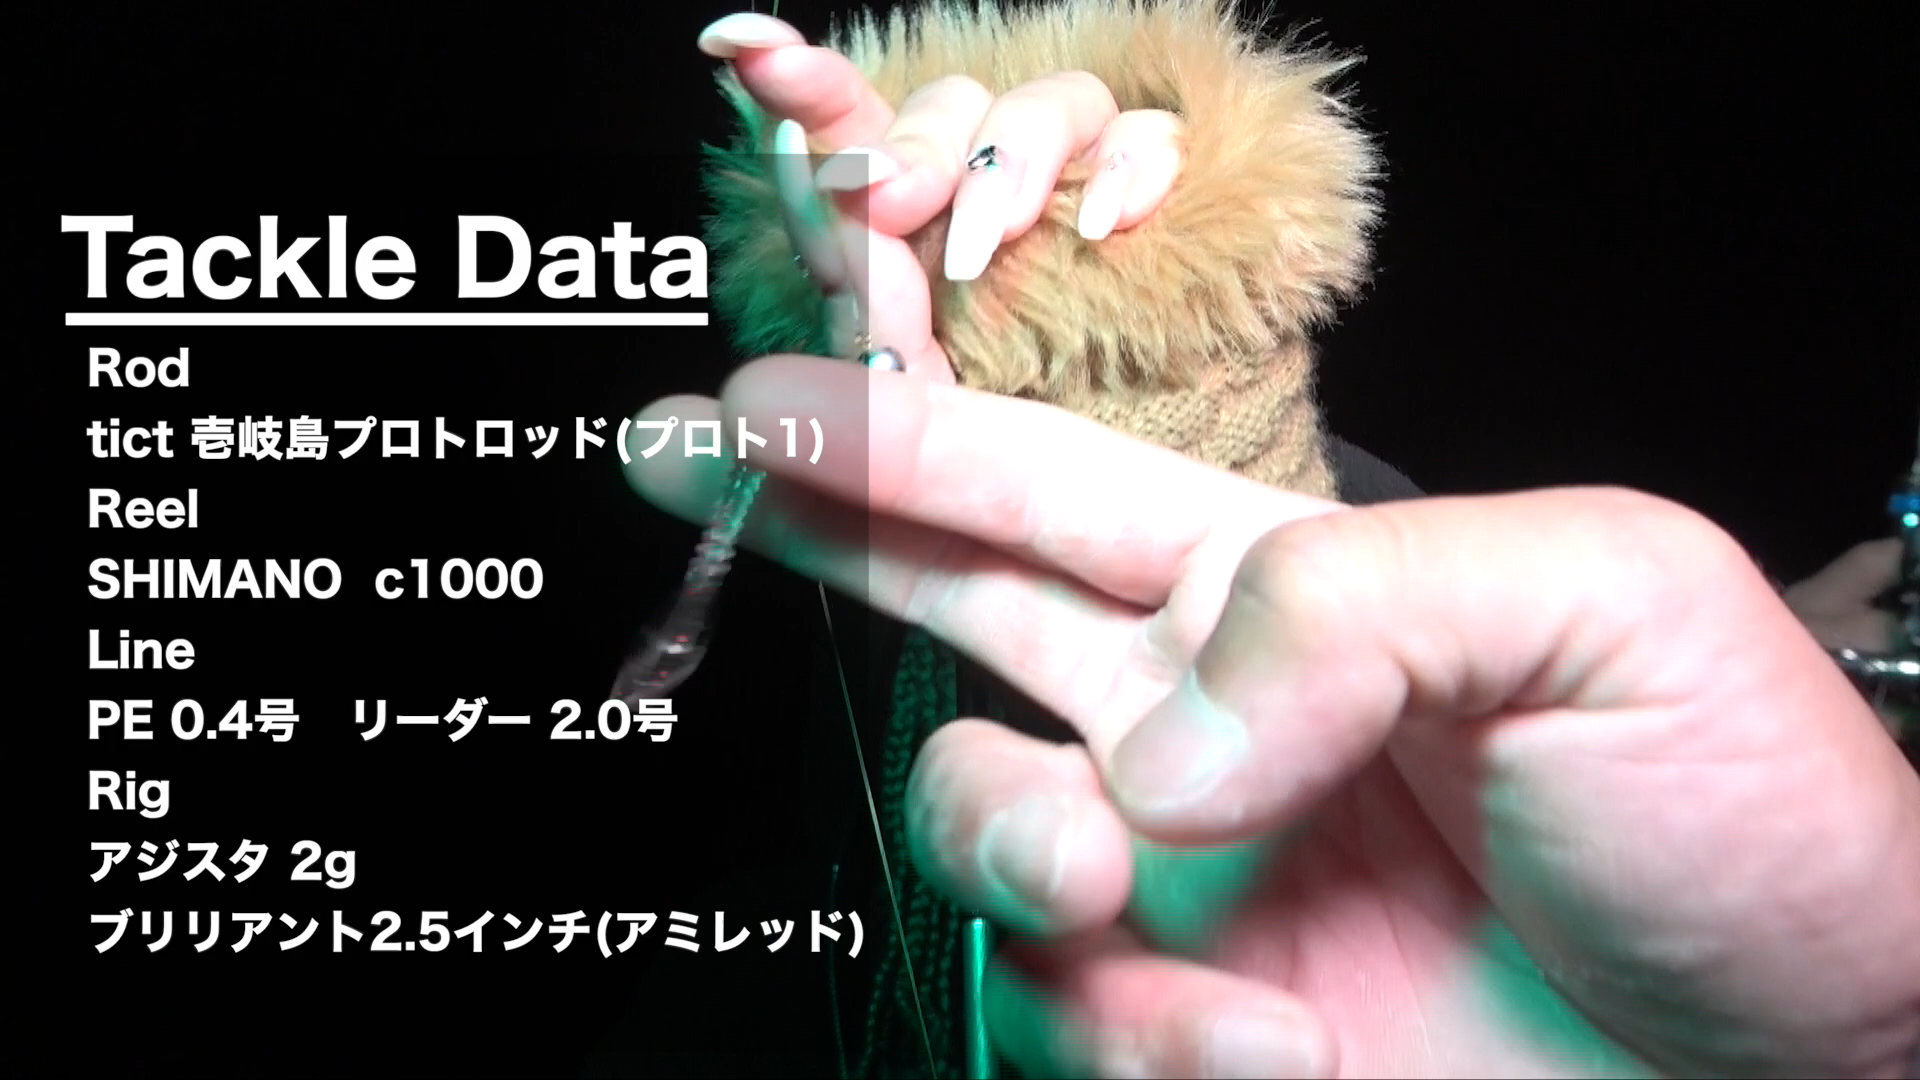 Tackle Data
Rod
tict 壱岐島プロトロッド(プロト1)
Reel
SHIMANO  c1000
Line
PE 0.4号　リーダー 2.0号
Rig
アジスタ 2g
ブリリアント2.5インチ(アミレッド)